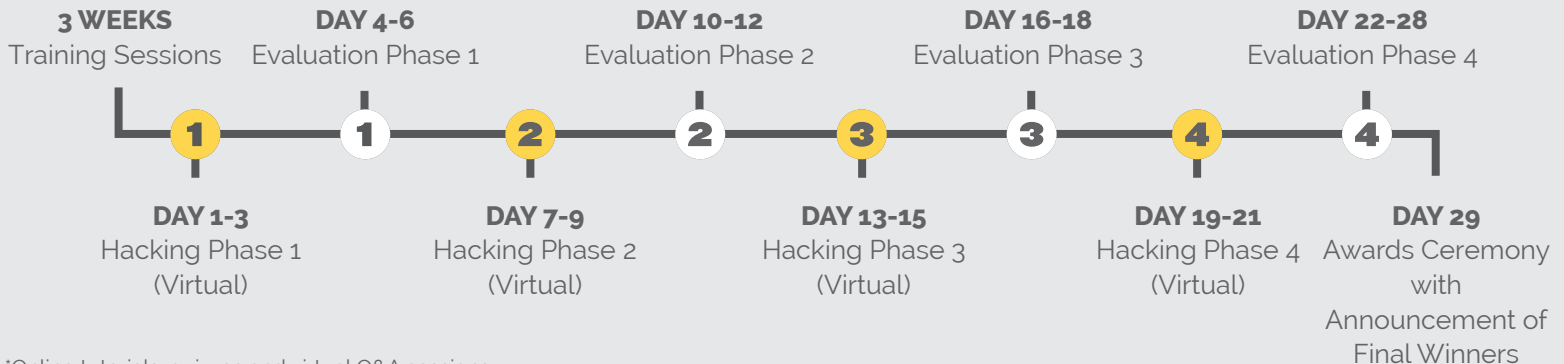 3 WEEKS
Training Sessions
DAY 4-6
Evaluation Phase 1
DAY 10-12
Evaluation Phase 2
DAY 16-18
Evaluation Phase 3
DAY 22-28
Evaluation Phase 4
1
1
2
2
3
3
4
4
DAY 1-3
Hacking Phase 1
(Virtual)
DAY 7-9
Hacking Phase 2
(Virtual)
DAY 13-15
Hacking Phase 3
(Virtual)
DAY 19-21
Hacking Phase 4
(Virtual)
DAY 29
Awards Ceremony
with
Announcement of
Final Winners